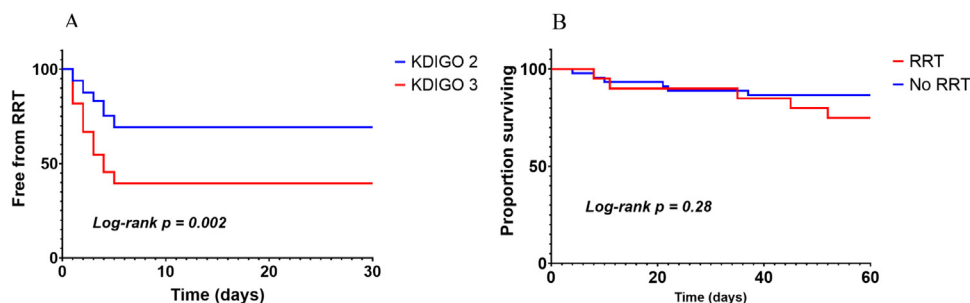 A
Free from RRT
100
50
0
0
10
20
30
Time (days)
Log-rank p = 0.002
KDIGO 2
KDIGO 3
B
Proportion surviving
100
50
0
0
20
40
60
Time (days)
Log-rank p = 0.28
RRT
No RRT